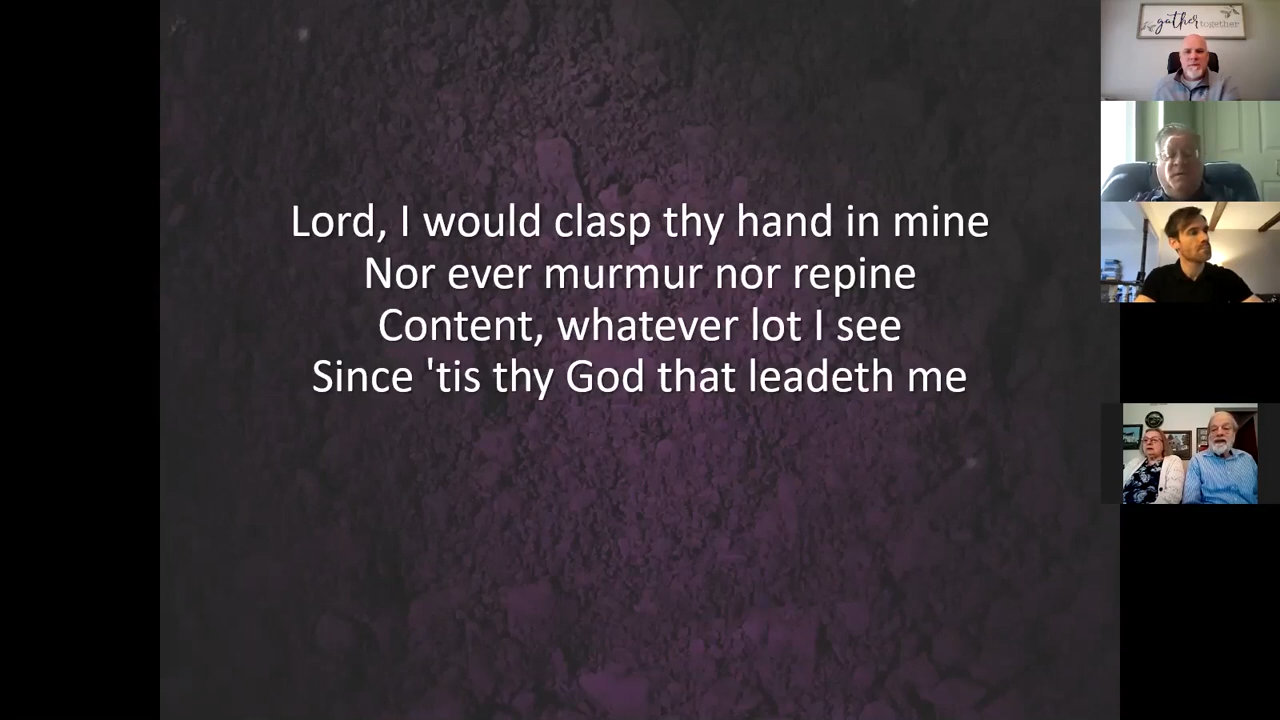 Lord, I would clasp thy hand in mine
Nor ever murmur nor repine
Content, whatever lot I see
Since 'tis thy God that leadeth me
gather together